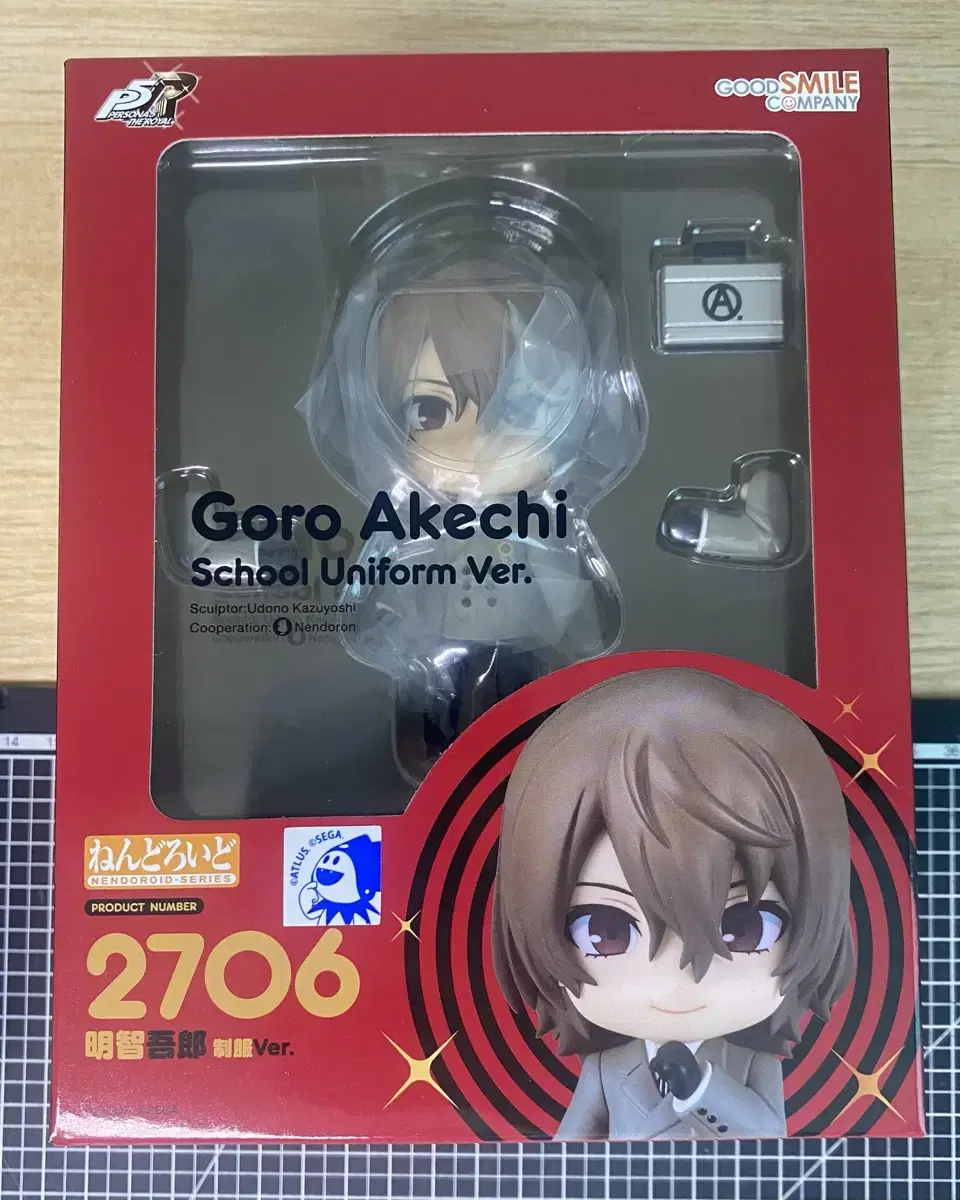 P5R
PERSONA5
THE ROYAL
GOOD SMILE
COMPANY
A.
Goro Akechi
School Uniform Ver.
Sculptor:Udono Kazuyoshi
Cooperation: Nendoron
ねんどろいど
NENDOROID-SERIES
PRODUCT NUMBER
2706
明智吾郎 制服Ver.
©ATLUS. ©SEGA.
14